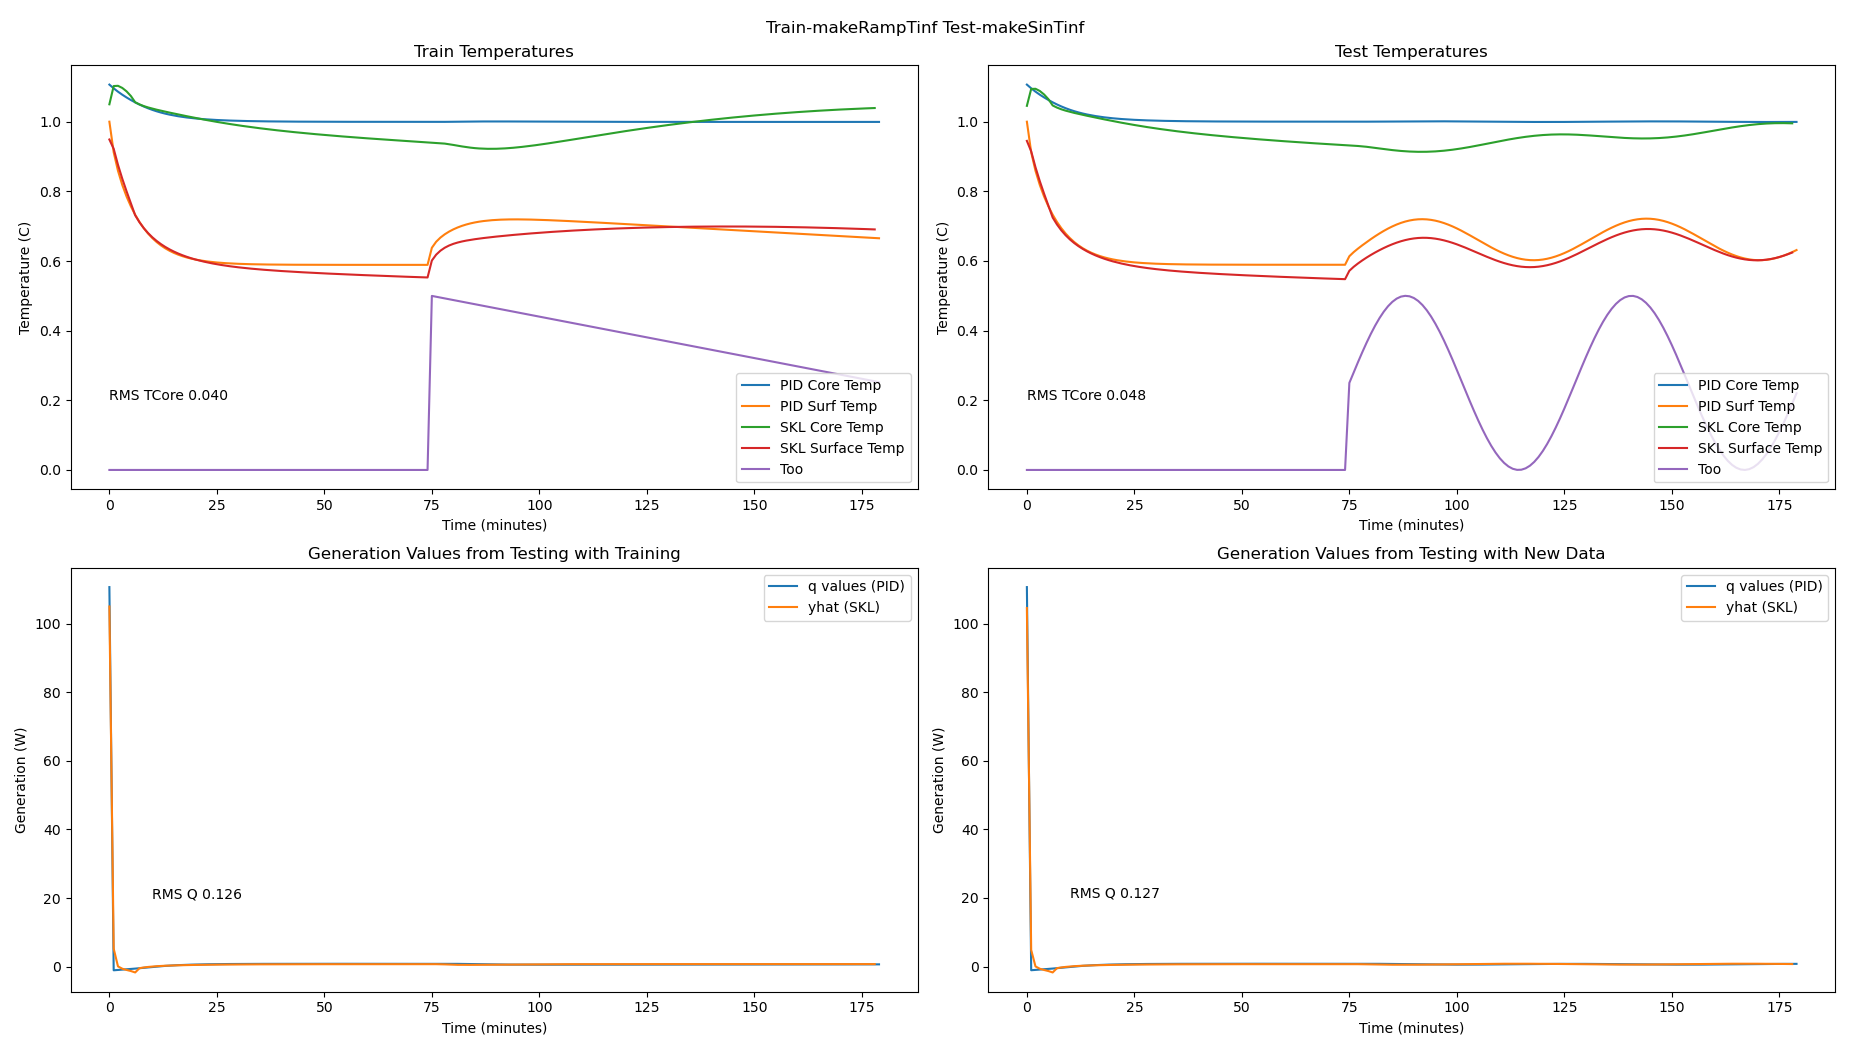 Train-makeRampTinf Test-makeSinTinf
Train Temperatures
Temperature (C)
1.0
0.8
0.6
0.4
0.2
0.0
RMS TCore 0.040
PID Core Temp
PID Surf Temp
SKL Core Temp
SKL Surface Temp
Too
0 25 50 75 100 125 150 175
Time (minutes)
Test Temperatures
Temperature (C)
1.0
0.8
0.6
0.4
0.2
0.0
RMS TCore 0.048
PID Core Temp
PID Surf Temp
SKL Core Temp
SKL Surface Temp
Too
0 25 50 75 100 125 150 175
Time (minutes)
Generation Values from Testing with Training
Generation (W)
100
80
60
40
20
0
q values (PID)
yhat (SKL)
RMS Q 0.126
0 25 50 75 100 125 150 175
Time (minutes)
Generation Values from Testing with New Data
Generation (W)
100
80
60
40
20
0
q values (PID)
yhat (SKL)
RMS Q 0.127
0 25 50 75 100 125 150 175
Time (minutes)